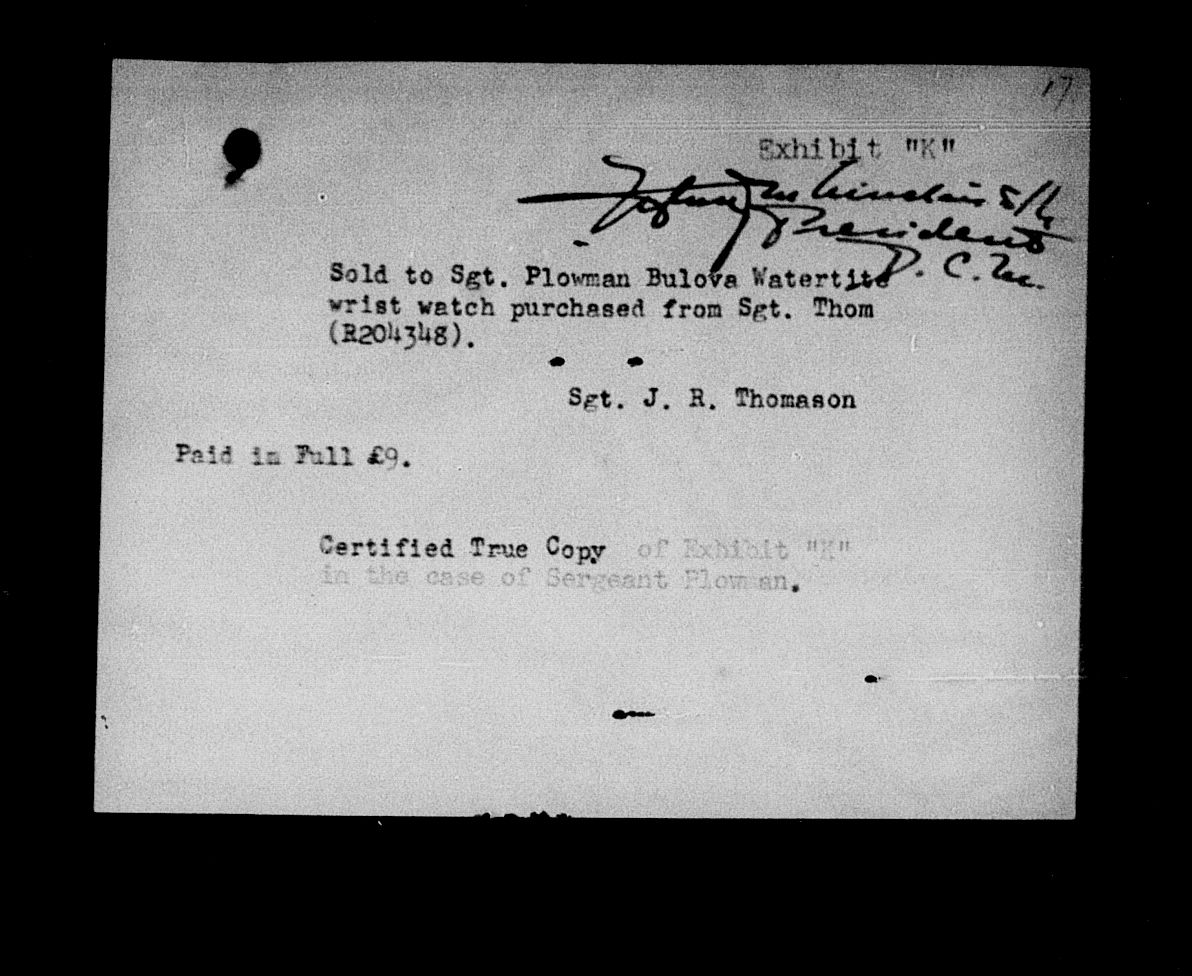 17
Exhibit "K"
President
D. C. M.
Sold to Sgt. Plowman Bulova Watertite
wrist watch purchased from Sgt. Thom
(R204348).
Sgt. J. R. Thomason
Paid in Full £9.
Certified True Copy of Exhibit "K"
in the case of Sergeant Plowman.